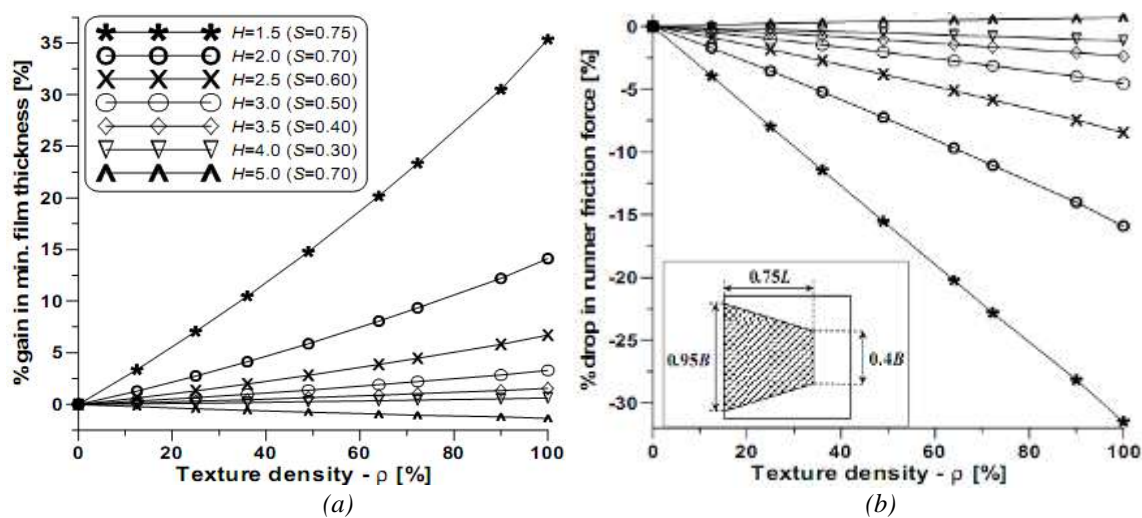 % gain in min. film thickness [%]
40
35
30
25
20
15
10
5
0
H=1.5 (S=0.75)
H=2.0 (S=0.70)
H=2.5 (S=0.60)
H=3.0 (S=0.50)
H=3.5 (S=0.40)
H=4.0 (S=0.30)
H=5.0 (S=0.70)
0 20 40 60 80 100
Texture density - ρ [%]
(a)
% drop in runner friction force [%]
0
-5
-10
-15
-20
-25
-30
0.75L
0.95B
0.4B
0 20 40 60 80 100
Texture density - ρ [%]
(b)